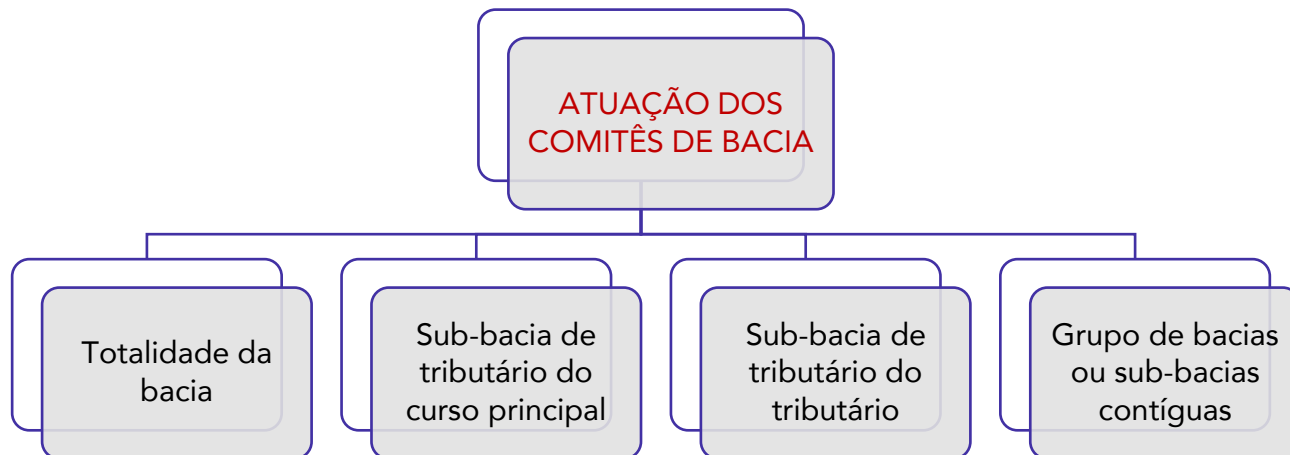 ATUAÇÃO DOS
COMITÊS DE BACIA
Totalidade da
bacia
Sub-bacia de
tributário do
curso principal
Sub-bacia de
tributário do
tributário
Grupo de bacias
ou sub-bacias
contíguas